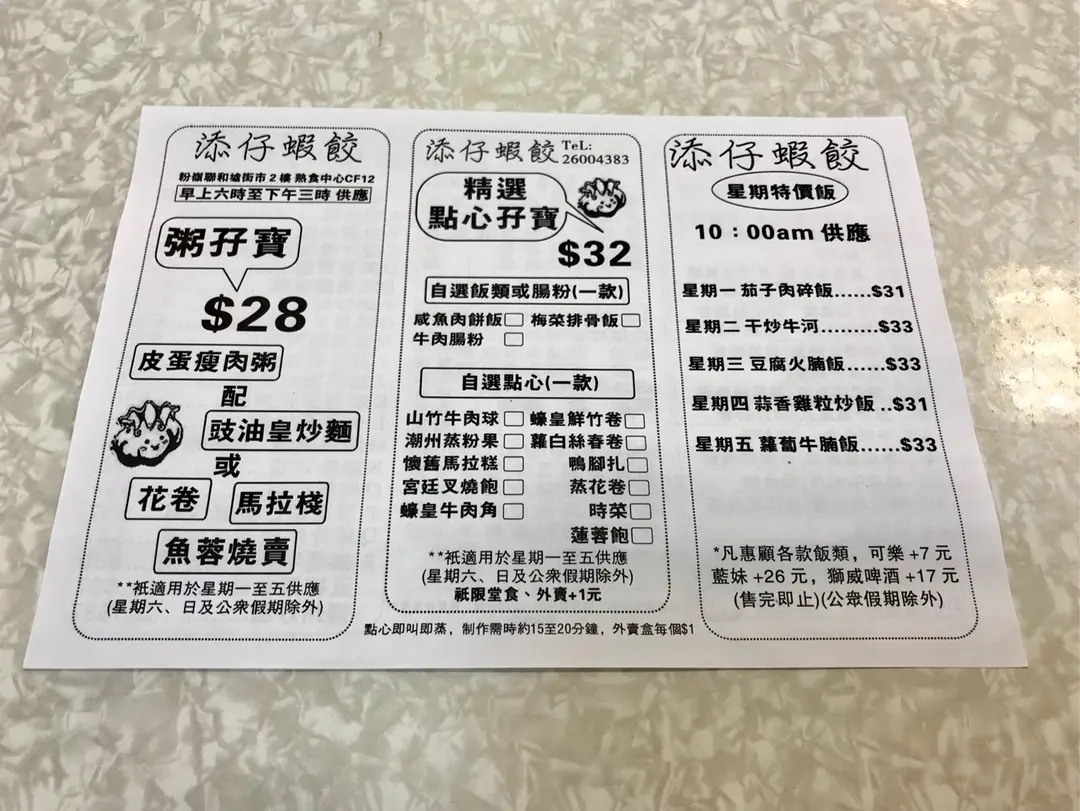 添仔蝦餃
粉嶺聯和墟街市2樓 熟食中心CF12
早上六時至下午三時 供應
粥孖寶
$28
皮蛋瘦肉粥
配
豉油皇炒麵
或
花卷 馬拉棧
魚蓉燒賣
**祇適用於星期一至五供應
(星期六、日及公衆假期除外)
添仔蝦餃 TeL:
26004383
精選
點心孖寶
$32
自選飯類或腸粉(一款)
咸魚肉餅飯 梅菜排骨飯
牛肉腸粉
自選點心(一款)
山竹牛肉球 蠔皇鮮竹卷
潮州蒸粉果 蘿白絲春卷
懷舊馬拉糕 鴨腳扎
宮廷叉燒飽 蒸花卷
蠔皇牛肉角 時菜
蓮蓉飽
**祇適用於星期一至五供應
(星期六、日及公衆假期除外)
祇限堂食、外賣+1元
點心即叫即蒸，制作需時約15至20分鐘，外賣盒每個$1
添仔蝦餃
星期特價飯
10：00am 供應
星期一 茄子肉碎飯......$31
星期二 干炒牛河.........$33
星期三 豆腐火腩飯......$33
星期四 蒜香雞粒炒飯 ..$31
星期五 蘿蔔牛腩飯......$33
*凡惠顧各款飯類，可樂 +7 元
藍妹 +26 元，獅威啤酒 +17 元
(售完即止)(公眾假期除外)